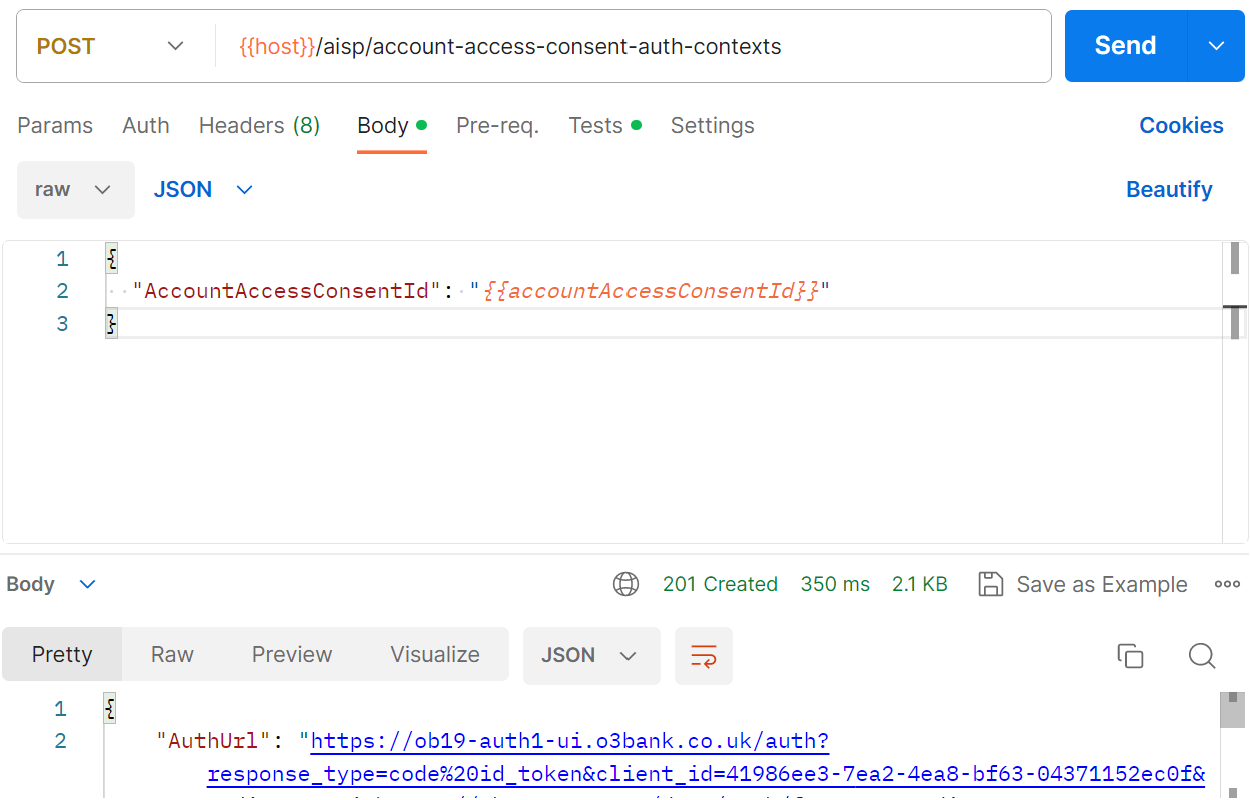 POST {{host}}/aisp/account-access-consent-auth-contexts Send
Params Auth Headers (8) Body Pre-req. Tests Settings Cookies
raw JSON Beautify
1 {
2 "AccountAccessConsentId": "{{accountAccessConsentId}}"
3 }
Body 201 Created 350 ms 2.1 KB Save as Example
Pretty Raw Preview Visualize JSON
1 {
2 "AuthUrl": "https://ob19-auth1-ui.o3bank.co.uk/auth?
response_type=code%20id_token&client_id=41986ee3-7ea2-4ea8-bf63-04371152ec0f&